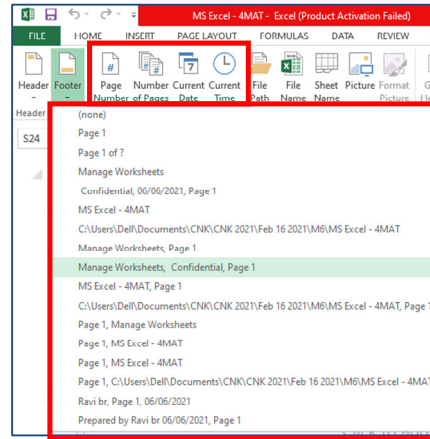 MS Excel - 4MAT - Excel (Product Activation Failed)
FILE HOME INSERT PAGE LAYOUT FORMULAS DATA REVIEW
Header Footer Page Number Number of Pages Current Date Current Time File Path File Name Sheet Name Picture Format Picture
Header
S24
(none)
Page 1
Page 1 of ?
Manage Worksheets
Confidential, 06/06/2021, Page 1
MS Excel - 4MAT
C:\Users\Dell\Documents\CNK\CNK 2021\Feb 16 2021\M6\MS Excel - 4MAT
Manage Worksheets, Page 1
Manage Worksheets, Confidential, Page 1
MS Excel - 4MAT, Page 1
C:\Users\Dell\Documents\CNK\CNK 2021\Feb 16 2021\M6\MS Excel - 4MAT, Page 1
Page 1, Manage Worksheets
Page 1, MS Excel - 4MAT
Page 1, MS Excel - 4MAT
Page 1, C:\Users\Dell\Documents\CNK\CNK 2021\Feb 16 2021\M6\MS Excel - 4MAT
Ravi br, Page 1, 06/06/2021
Prepared by Ravi br 06/06/2021, Page 1